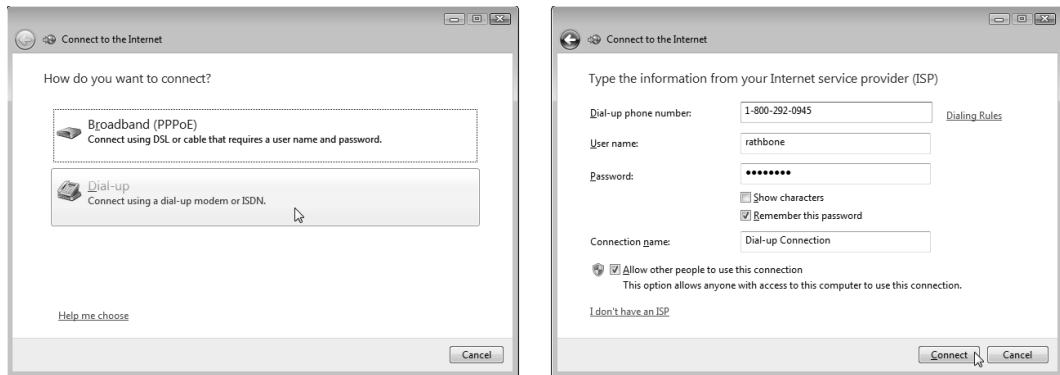 Connect to the Internet
How do you want to connect?
Broadband (PPPoE)
Connect using DSL or cable that requires a user name and password.
Dial-up
Connect using a dial-up modem or ISDN.
Help me choose
Cancel
Connect to the Internet
Type the information from your Internet service provider (ISP)
Dial-up phone number: 1-800-292-0945 Dialing Rules
User name: rathbone
Password: ••••••••
Show characters
Remember this password
Connection name: Dial-up Connection
Allow other people to use this connection
This option allows anyone with access to this computer to use this connection.
I don't have an ISP
Connect Cancel